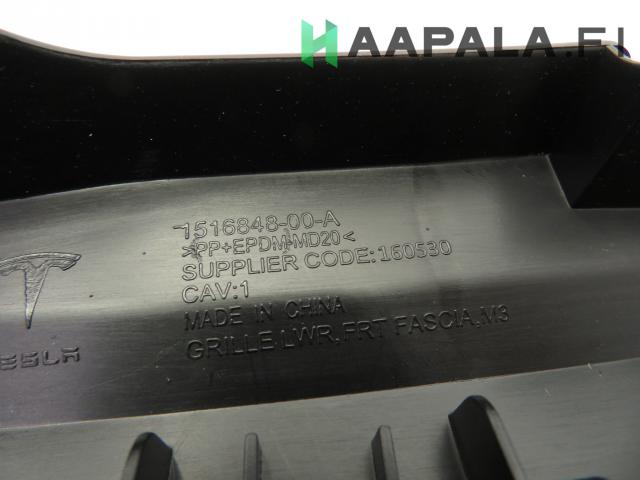 HAAPALA.FI
1516848-00-A
>PP+EPDM-MD20<
SUPPLIER CODE:160530
CAV:1
MADE IN CHINA
GRILLE,LWR,FRT FASCIA,M3
TESLA